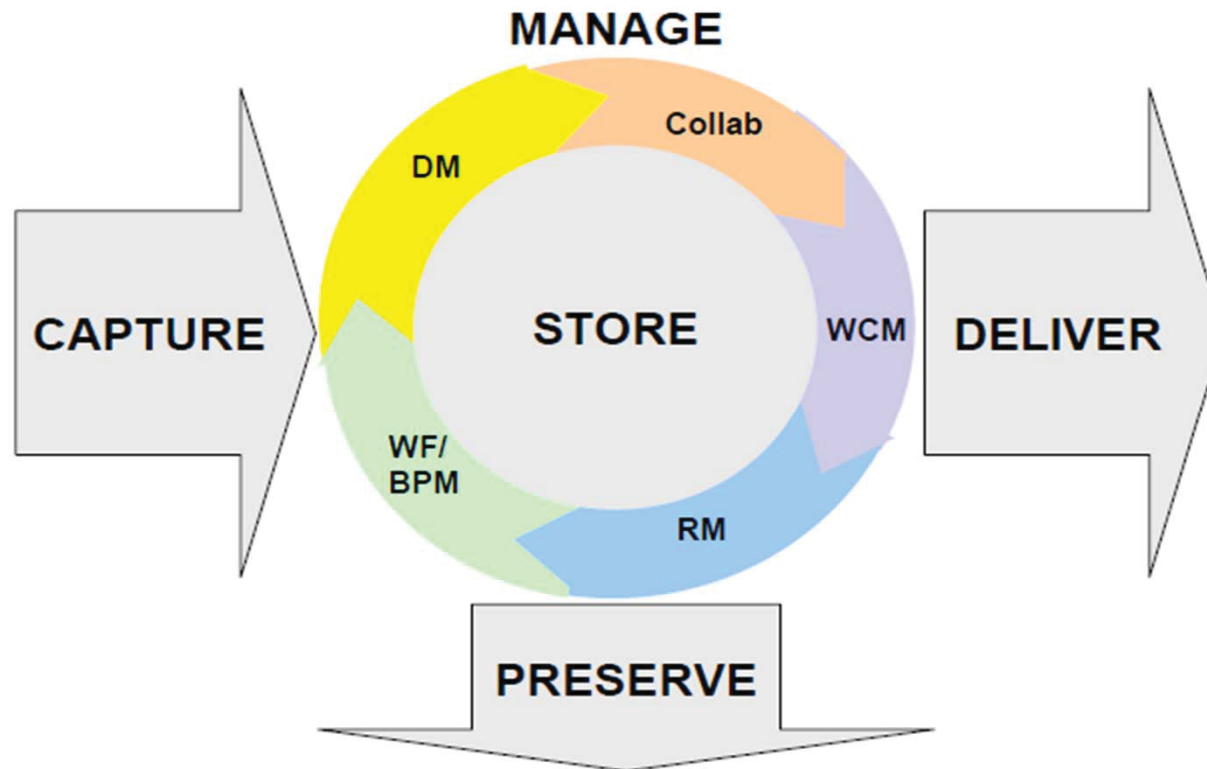 MANAGE
Collab
DM
CAPTURE
STORE
WCM
DELIVER
WF/
BPM
RM
PRESERVE